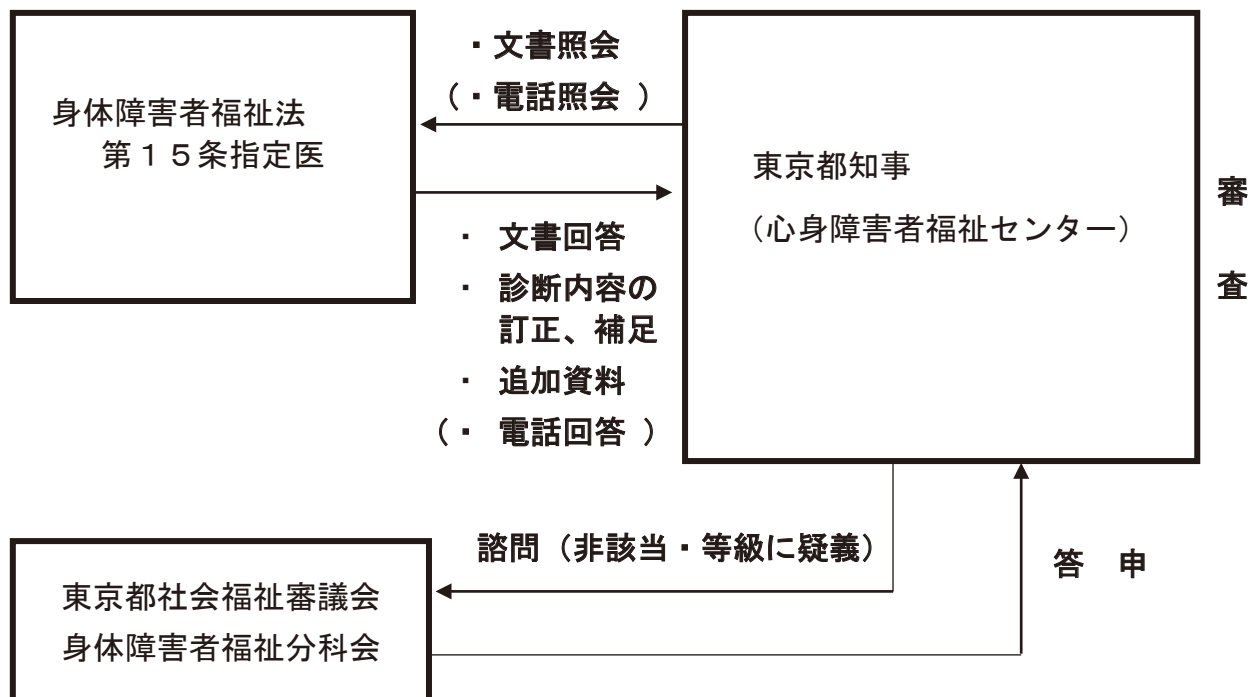 ・文書照会
（・電話照会 ）
身体障害者福祉法
第１５条指定医
東京都知事
（心身障害者福祉センター）
審
査
・ 文書回答
・ 診断内容の
訂正、補足
・ 追加資料
（・ 電話回答 ）
諮問（非該当・等級に疑義）
答 申
東京都社会福祉審議会
身体障害者福祉分科会